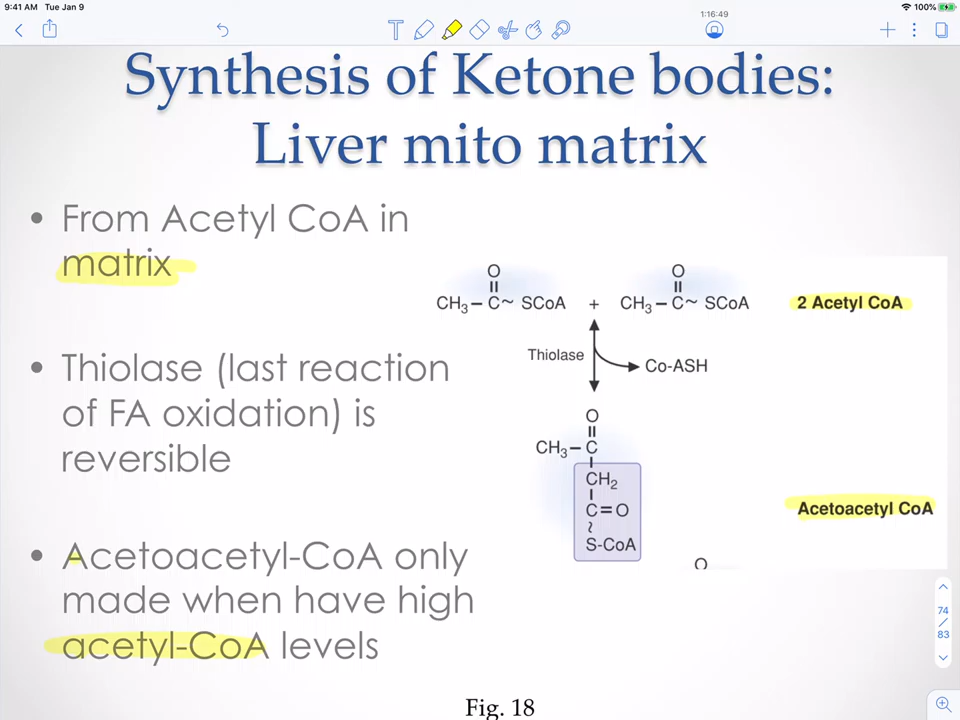 9:41 AM Tue Jan 9
100%
1:16:49
Synthesis of Ketone bodies:
Liver mito matrix
• From Acetyl CoA in
matrix
• Thiolase (last reaction
of FA oxidation) is
reversible
• Acetoacetyl-CoA only
made when have high
acetyl-CoA levels
O
O
CH₃–C~ SCoA + CH₃–C~ SCoA
2 Acetyl CoA
Thiolase
Co-ASH
O
CH₃–C
CH₂
C=O
S-CoA
Acetoacetyl CoA
O
74
/
83
Fig. 18